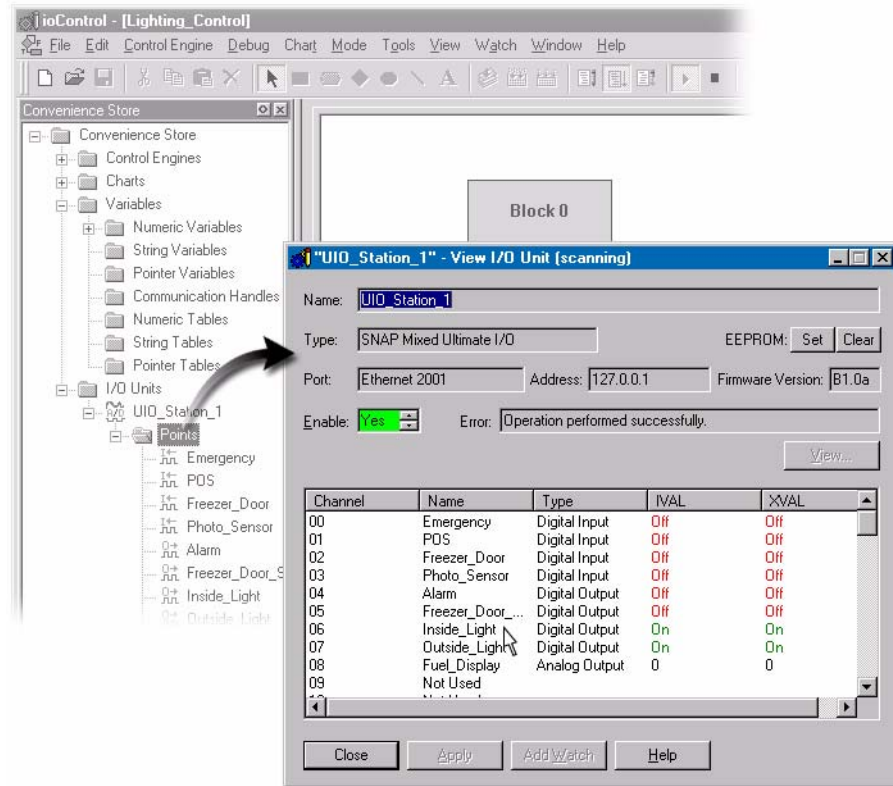 ioControl - [Lighting_Control]
File Edit Control Engine Debug Chart Mode Tools View Watch Window Help
Convenience Store
Convenience Store
Control Engines
Charts
Variables
Numeric Variables
String Variables
Pointer Variables
Communication Handles
Numeric Tables
String Tables
Pointer Tables
I/O Units
UIO_Station_1
Points
Emergency
POS
Freezer_Door
Photo_Sensor
Alarm
Freezer_Door_S
Inside_Light
Outside_Light
Block 0
"UIO_Station_1" - View I/O Unit (scanning)
Name: UIO_Station_1
Type: SNAP Mixed Ultimate I/O EEPROM: Set Clear
Port: Ethernet 2001 Address: 127.0.0.1 Firmware Version: B1.0a
Enable: Yes Error: Operation performed successfully.
View...
Channel Name Type IVAL XVAL
00 Emergency Digital Input Off Off
01 POS Digital Input Off Off
02 Freezer_Door Digital Input Off Off
03 Photo_Sensor Digital Input Off Off
04 Alarm Digital Output Off Off
05 Freezer_Door_... Digital Output Off Off
06 Inside_Light Digital Output On On
07 Outside_Light Digital Output On On
08 Fuel_Display Analog Output 0 0
09 Not Used
Close Apply Add Watch Help